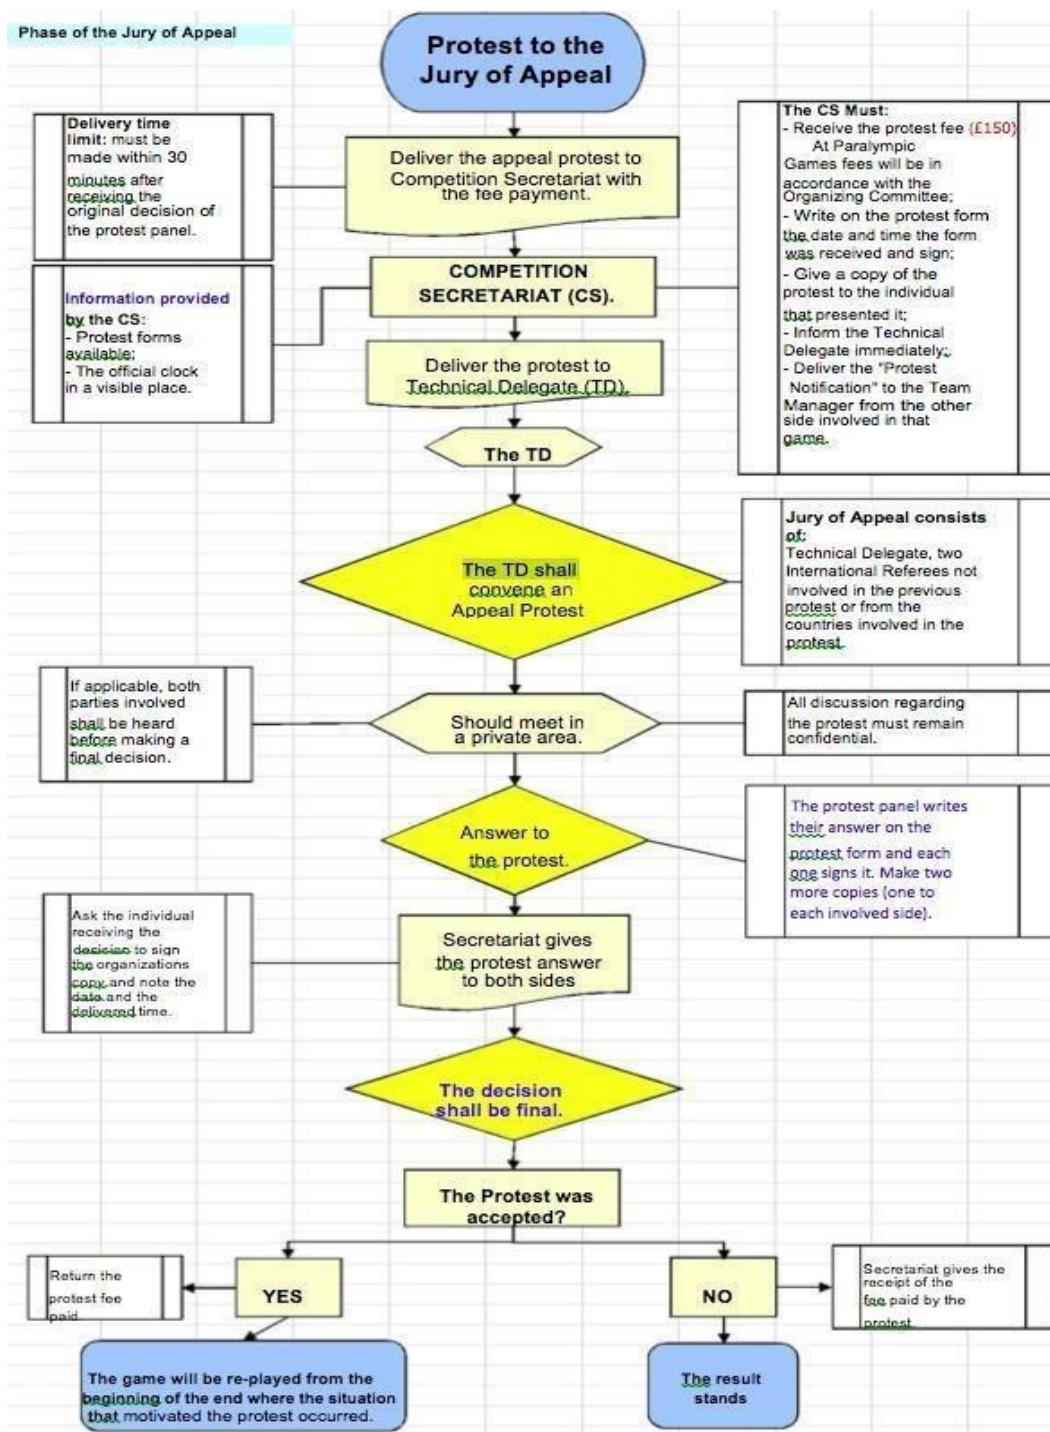 Phase of the Jury of Appeal
Protest to the
Jury of Appeal
Delivery time
limit: must be
made within 30
minutes after
receiving the
original decision of
the protest panel.
Deliver the appeal protest to
Competition Secretariat with
the fee payment.
The CS Must:
- Receive the protest fee (£150)
At Paralympic
Games fees will be in
accordance with the
Organizing Committee;
- Write on the protest form
the date and time the form
was received and sign;
- Give a copy of the
protest to the individual
that presented it;
- Inform the Technical
Delegate immediately;
- Deliver the "Protest
Notification" to the Team
Manager from the other
side involved in that
game.
COMPETITION
SECRETARIAT (CS).
Information provided
by the CS:
- Protest forms
available;
- The official clock
in a visible place.
Deliver the protest to
Technical Delegate (TD).
The TD
The TD shall
convene an
Appeal Protest
Jury of Appeal consists
of:
Technical Delegate, two
International Referees not
involved in the previous
protest or from the
countries involved in the
protest.
If applicable, both
parties involved
shall be heard
before making a
final decision.
Should meet in
a private area.
All discussion regarding
the protest must remain
confidential.
Answer to
the protest.
The protest panel writes
their answer on the
protest form and each
one signs it. Make two
more copies (one to
each involved side).
Ask the individual
receiving the
decision to sign
the organizations
copy and note the
date and the
delivered time.
Secretariat gives
the protest answer
to both sides
The decision
shall be final.
The Protest was
accepted?
Return the
protest fee
paid
YES
NO
Secretariat gives the
receipt of the
fee paid by the
protest.
The game will be re-played from the
beginning of the end where the situation
that motivated the protest occurred.
The result
stands